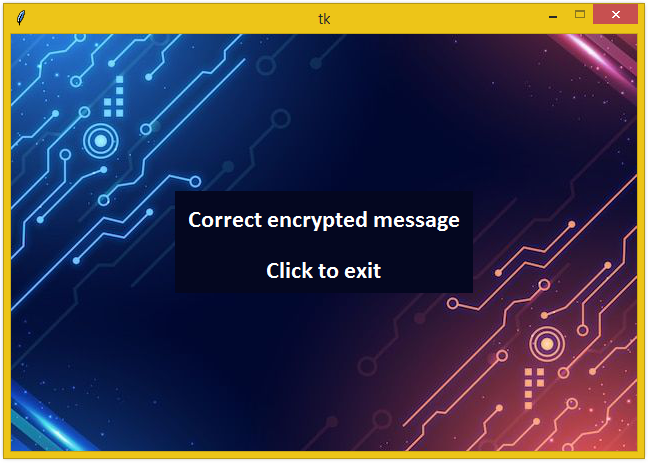 tk
Correct encrypted message
Click to exit